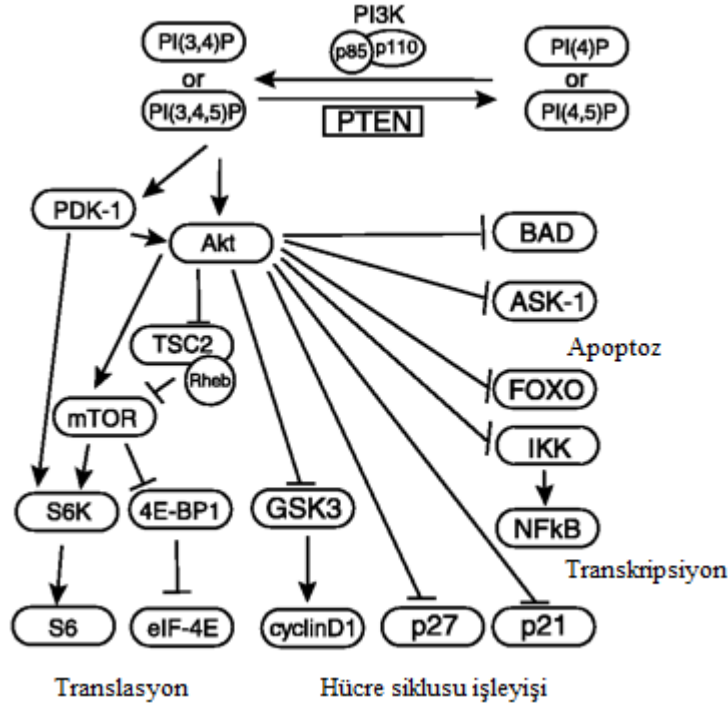 PI3K
PI(3,4)P
p85 p110
PI(4)P
or
or
PI(3,4,5)P
PTEN
PI(4,5)P
PDK-1
Akt
BAD
ASK-1
TSC2
Apoptoz
Rheb
FOXO
mTOR
IKK
S6K
4E-BP1
GSK3
NFkB
Transkripsiyon
S6
eIF-4E
cyclinD1
p27
p21
Translasyon
Hücre siklusu işleyişi